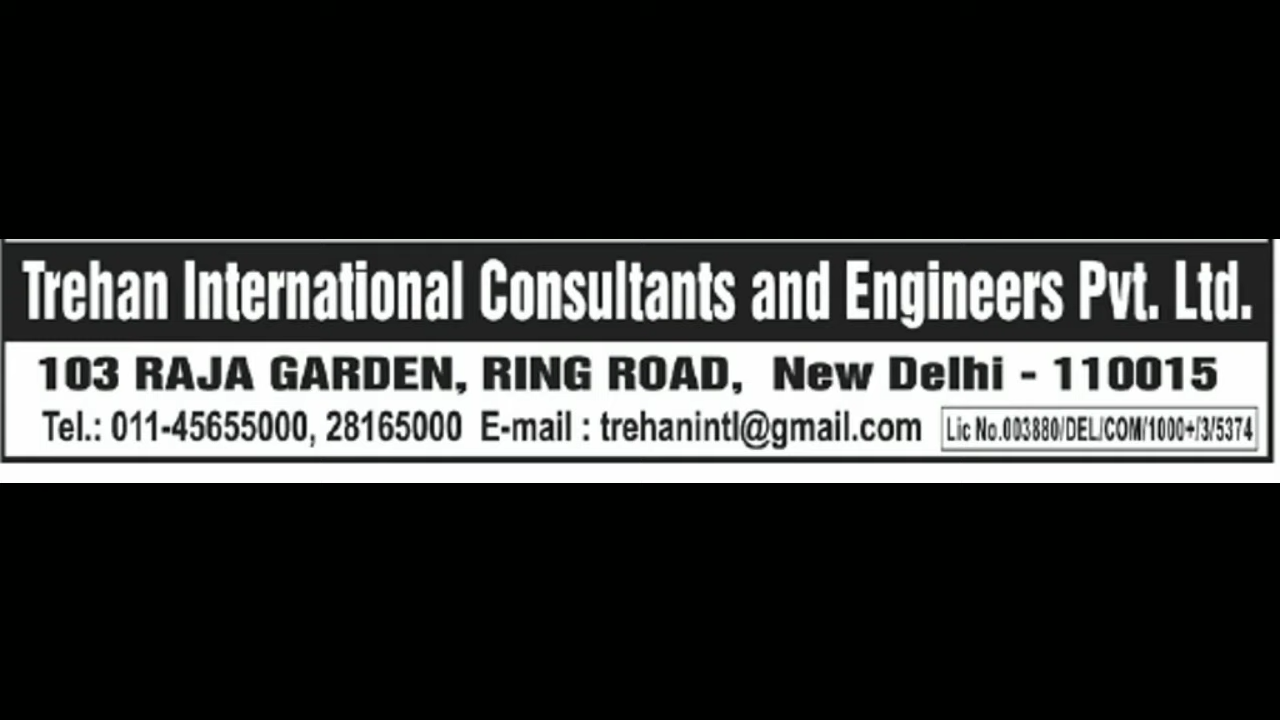 Trehan International Consultants and Engineers Pvt. Ltd.
103 RAJA GARDEN, RING ROAD, New Delhi - 110015
Tel.: 011-45655000, 28165000 E-mail : trehanintl@gmail.com Lic No.003880/DEL/COM/1000+/3/5374